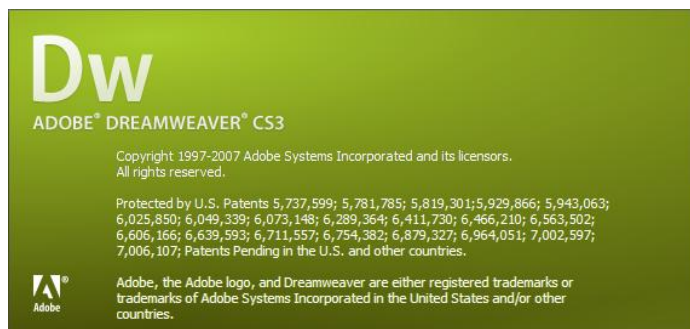 Dw
ADOBE® DREAMWEAVER® CS3
Copyright 1997-2007 Adobe Systems Incorporated and its licensors.
All rights reserved.
Protected by U.S. Patents 5,737,599; 5,781,785; 5,819,301;5,929,866; 5,943,063;
6,025,850; 6,049,339; 6,073,148; 6,289,364; 6,411,730; 6,466,210; 6,563,502;
6,606,166; 6,639,593; 6,711,557; 6,754,382; 6,879,327; 6,964,051; 7,002,597;
7,006,107; Patents Pending in the U.S. and other countries.
Adobe, the Adobe logo, and Dreamweaver are either registered trademarks or
trademarks of Adobe Systems Incorporated in the United States and/or other
countries.
®
Adobe